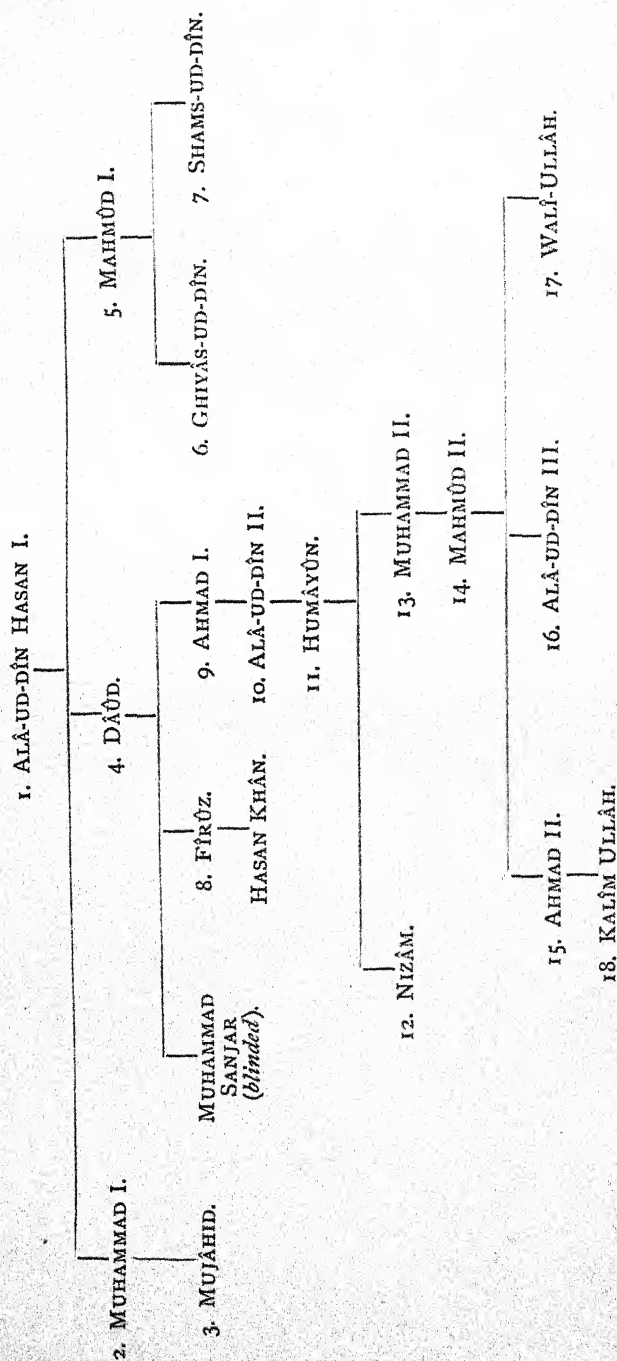 1. ALÂ-UD-DÎN HASAN I.
2. MUHAMMAD I.
4. DÂÛD.
5. MAHMÛD I.
3. MUJÂHID.
MUHAMMAD
SANJAR
(blinded).
8. FÎRÛZ.
9. AHMAD I.
6. GHIYÂS-UD-DÎN.
7. SHAMS-UD-DÎN.
HASAN KHÂN.
10. ALÂ-UD-DÎN II.
11. HUMÂYÛN.
12. NIZÂM.
13. MUHAMMAD II.
14. MAHMÛD II.
15. AHMAD II.
16. ALÂ-UD-DÎN III.
17. WALÎ-ULLÂH.
18. KALÎM ULLÂH.